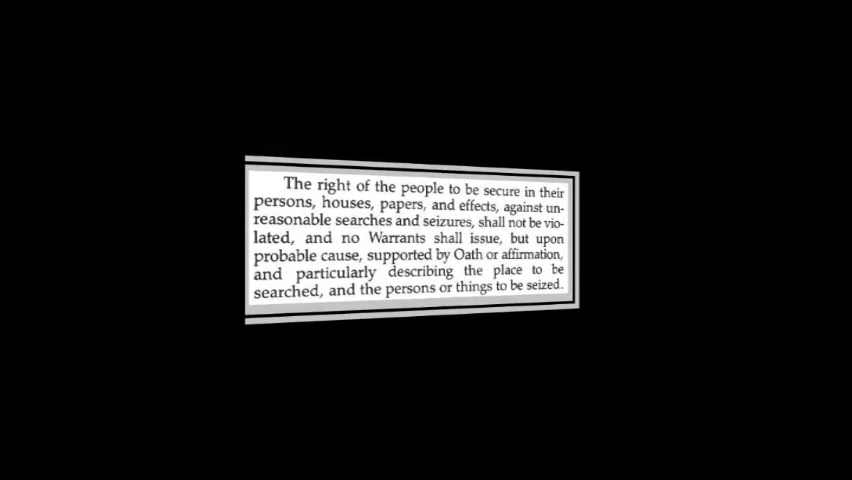 The right of the people to be secure in their
persons, houses, papers, and effects, against un-
reasonable searches and seizures, shall not be vio-
lated, and no Warrants shall issue, but upon
probable cause, supported by Oath or affirmation,
and particularly describing the place to be
searched, and the persons or things to be seized.